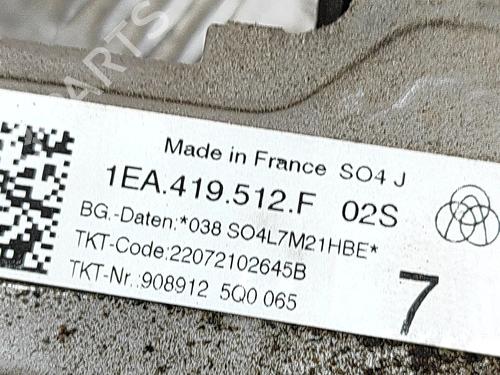 PARTS
Made in France SO4 J
1EA.419.512.F 02S
BG.-Daten:*038 SO4L7M21HBE*
TKT-Code:22072102645B
TKT-Nr.:908912 5Q0 065
7